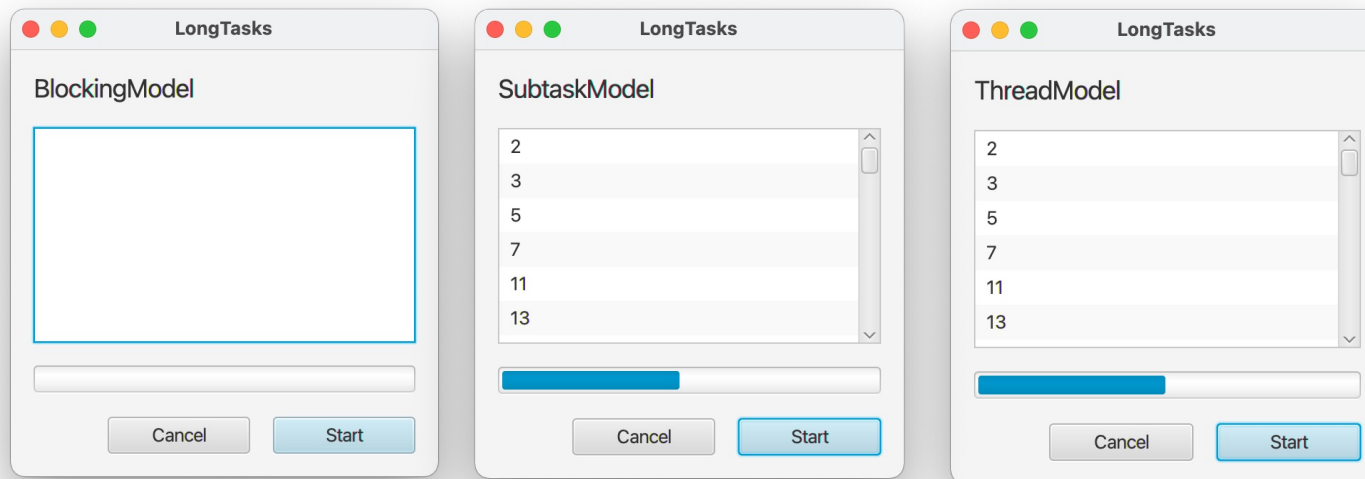 LongTasks
BlockingModel
Cancel
Start
LongTasks
SubtaskModel
2
3
5
7
11
13
Cancel
Start
LongTasks
ThreadModel
2
3
5
7
11
13
Cancel
Start